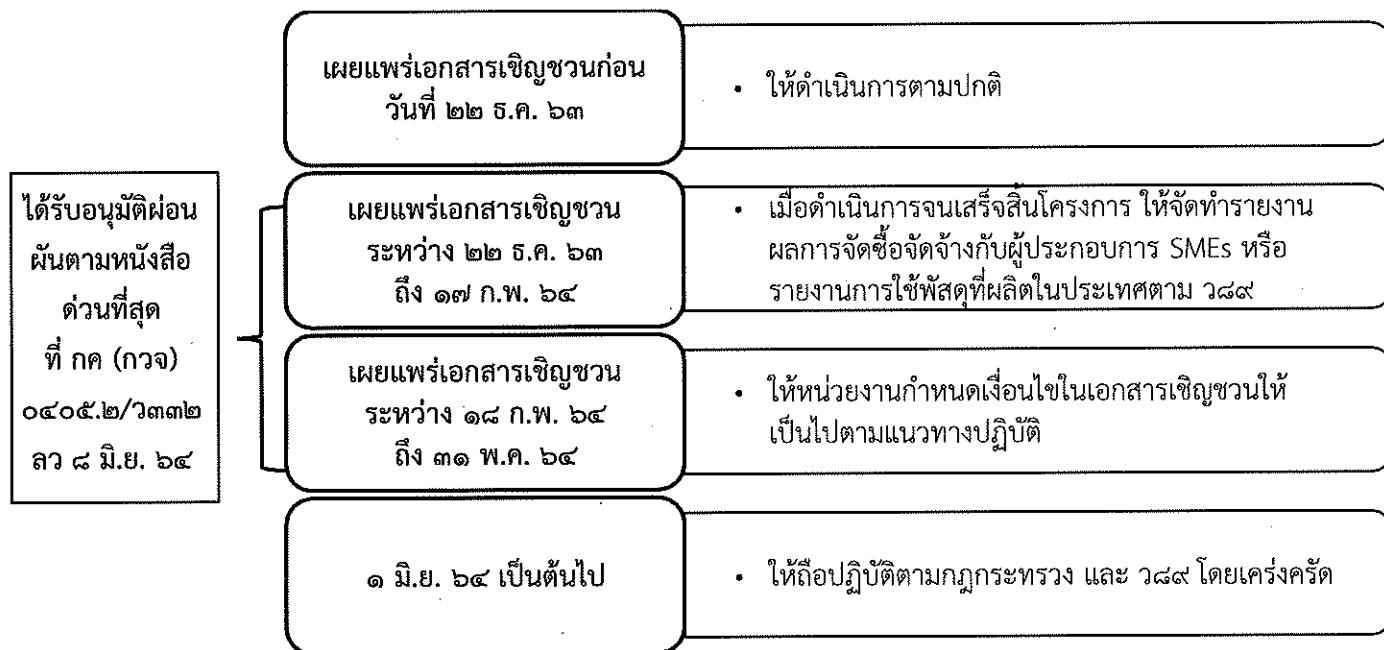 เผยแพร่เอกสารเชิญชวนก่อน
วันที่ ๒๒ ธ.ค. ๖๓
• ให้ดำเนินการตามปกติ
ได้รับอนุมัติผ่อน
ผันตามหนังสือ
ด่วนที่สุด
ที่ กค (กวจ)
๐๔๐๕.๒/ว๓๓๒
ลว ๘ มิ.ย. ๖๔
เผยแพร่เอกสารเชิญชวน
ระหว่าง ๒๒ ธ.ค. ๖๓
ถึง ๑๗ ก.พ. ๖๔
• เมื่อดำเนินการจนเสร็จสิ้นโครงการ ให้จัดทำรายงาน
ผลการจัดซื้อจัดจ้างกับผู้ประกอบการ SMEs หรือ
รายงานการใช้พัสดุที่ผลิตในประเทศตาม ว๘๙
เผยแพร่เอกสารเชิญชวน
ระหว่าง ๑๘ ก.พ. ๖๔
ถึง ๓๑ พ.ค. ๖๔
• ให้หน่วยงานกำหนดเงื่อนไขในเอกสารเชิญชวนให้
เป็นไปตามแนวทางปฏิบัติ
๑ มิ.ย. ๖๔ เป็นต้นไป
• ให้ถือปฏิบัติตามกฎกระทรวง และ ว๘๙ โดยเคร่งครัด